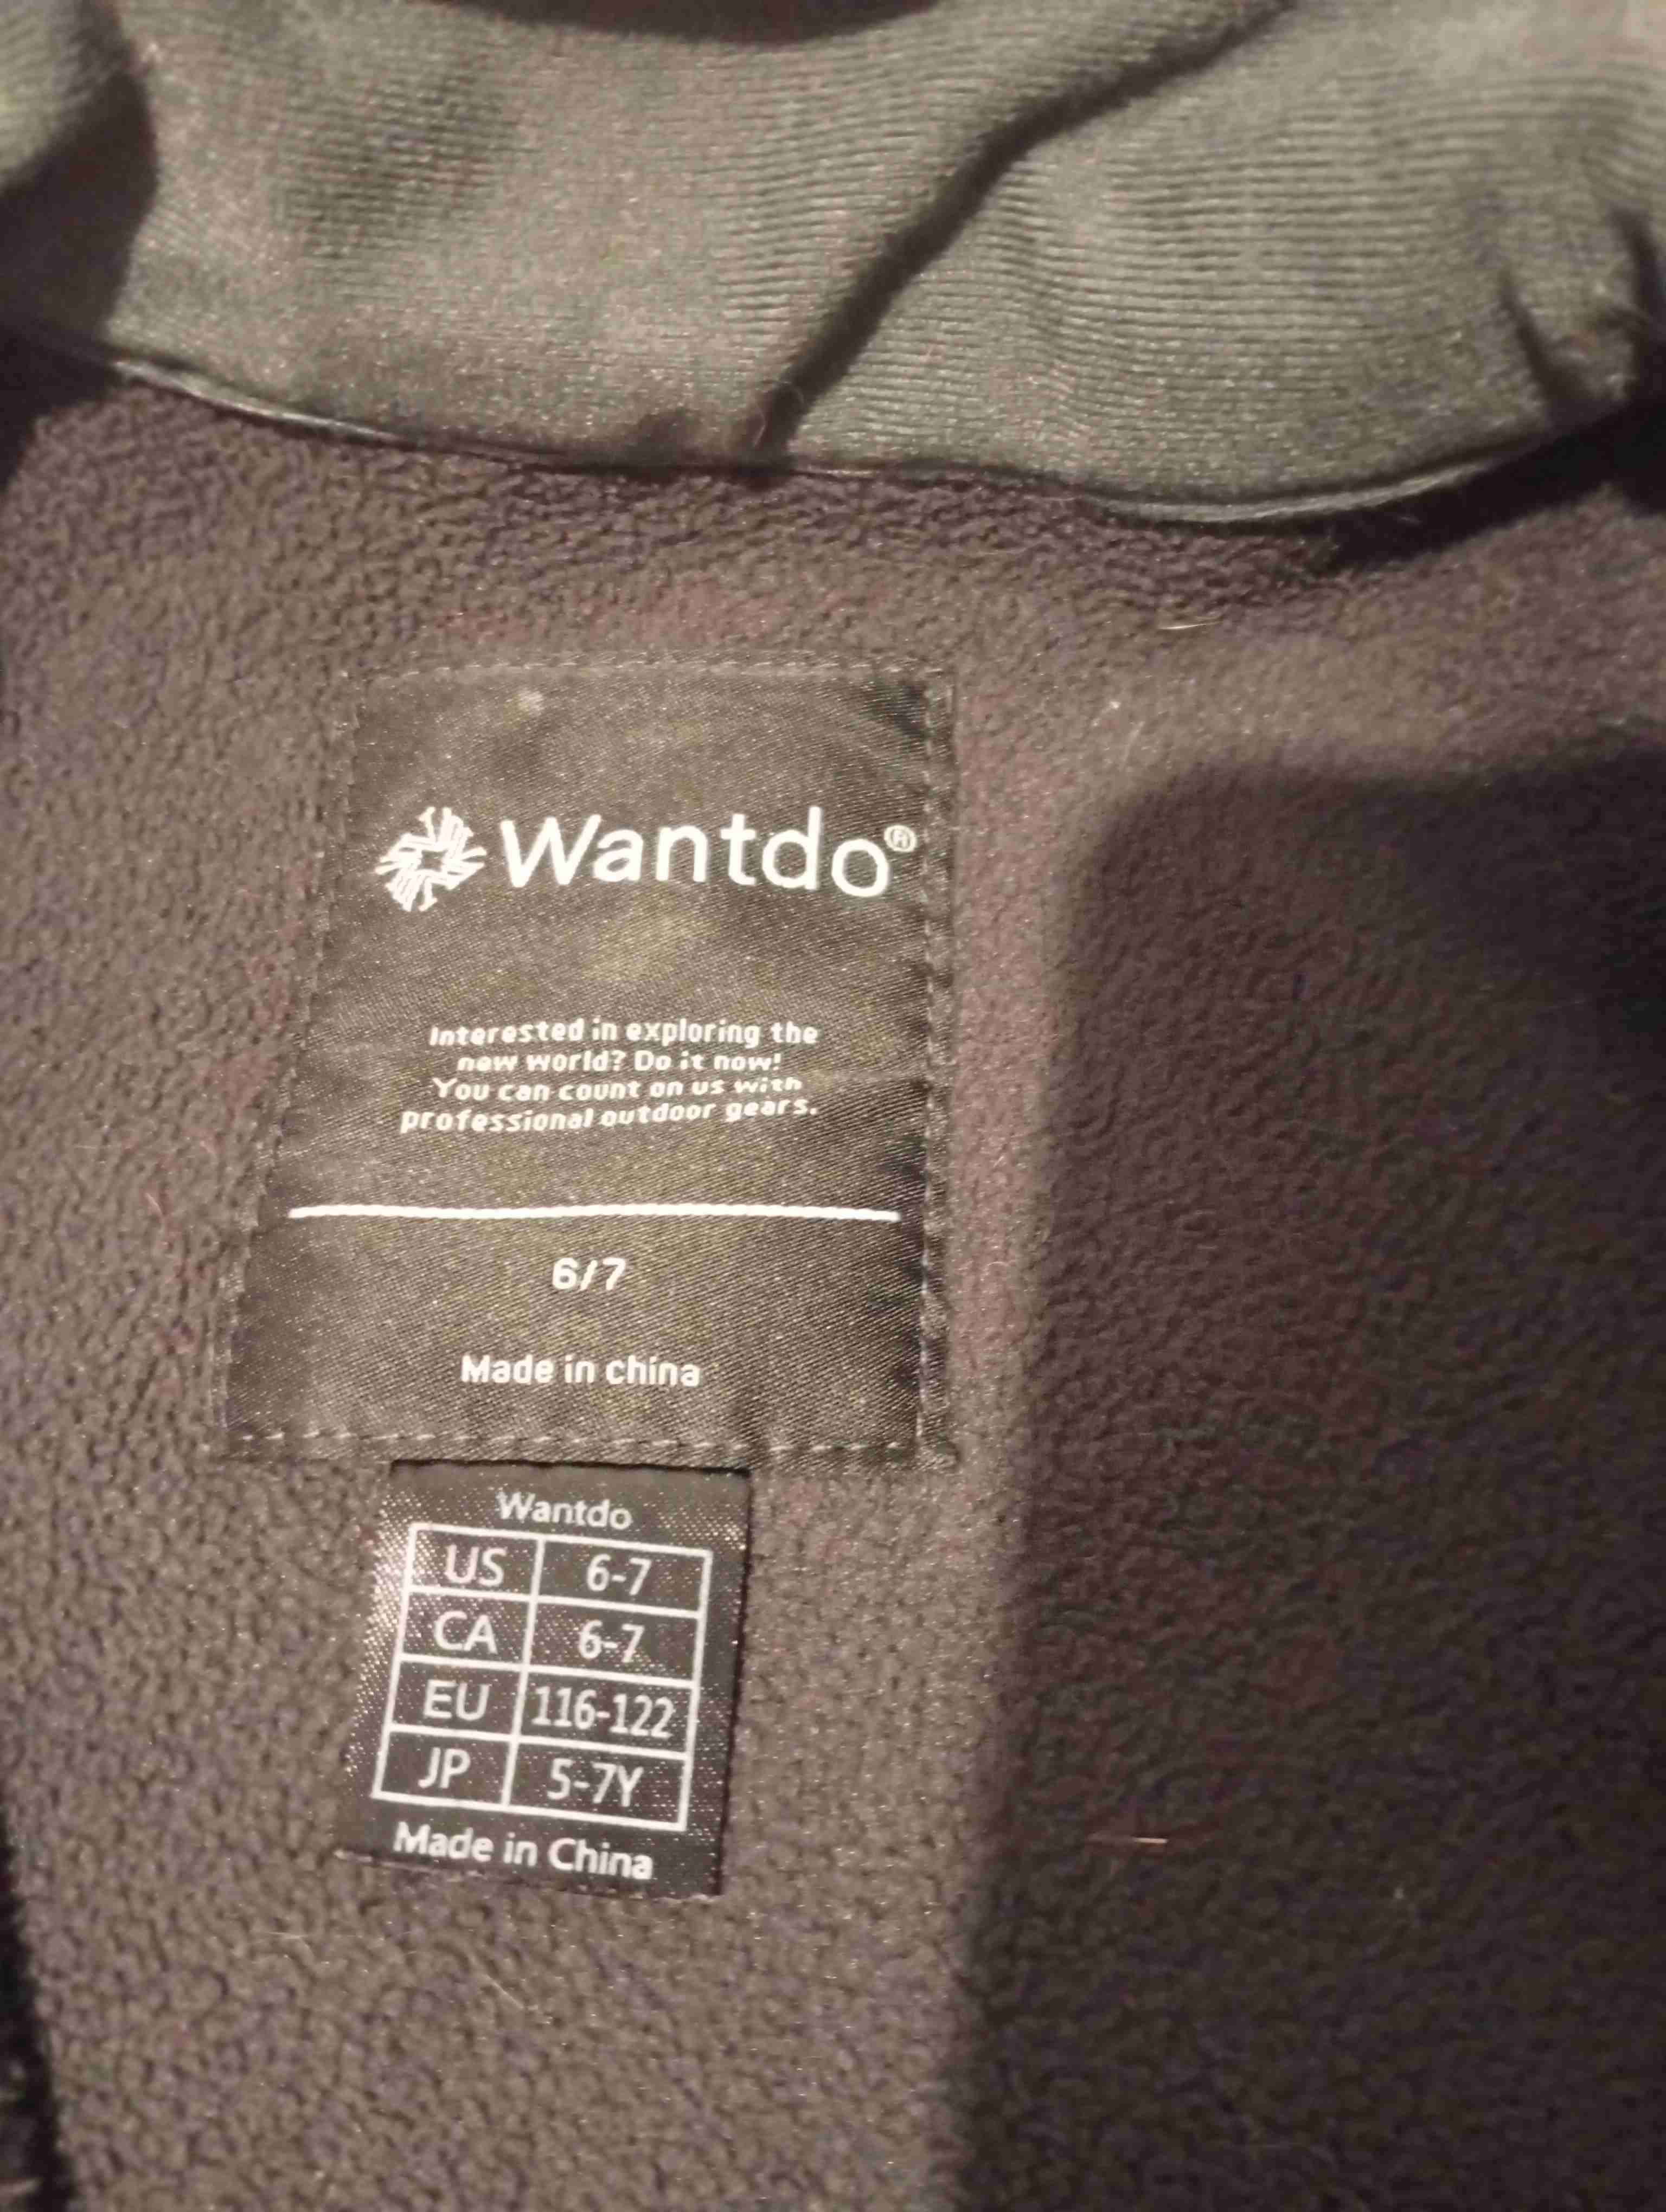 Wantdo®
Interested in exploring the
new world? Do it now!
You can count on us with
professional outdoor gears.
6/7
Made in china
Wantdo
US 6-7
CA 6-7
EU 116-122
JP 5-7Y
Made in China